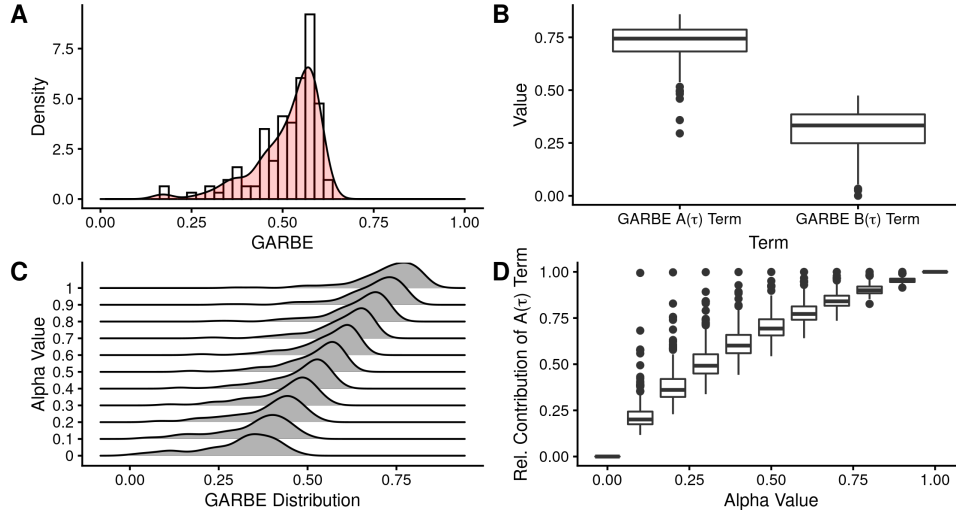 A
Density
7.5
5.0
2.5
0.0
0.00 0.25 0.50 0.75 1.00
GARBE
B
Value
0.75
0.50
0.25
0.00
GARBE A(τ) Term GARBE B(τ) Term
Term
C
Alpha Value
1
0.9
0.8
0.7
0.6
0.5
0.4
0.3
0.2
0.1
0
0.00 0.25 0.50 0.75
GARBE Distribution
D
Rel. Contribution of A(τ) Term
1.00
0.75
0.50
0.25
0.00
0.00 0.25 0.50 0.75 1.00
Alpha Value